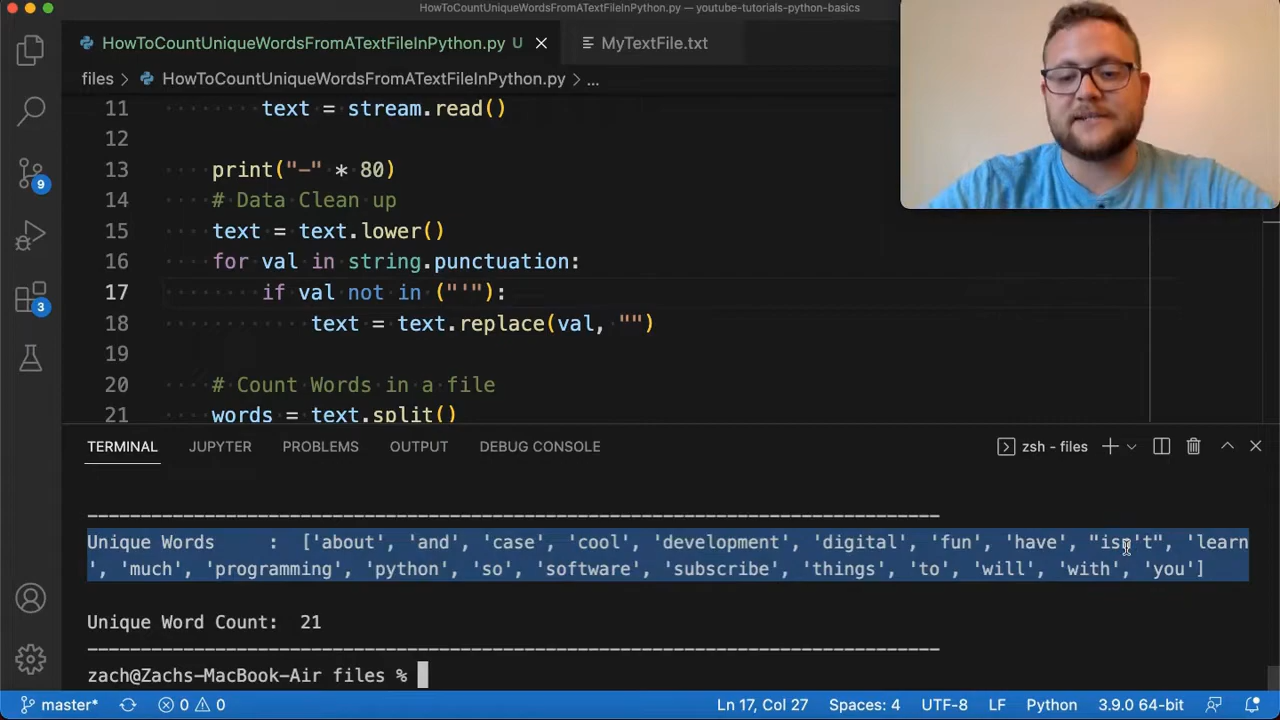 HowToCountUniqueWordsFromATextFileInPython.py — youtube-tutorials-python-basics
HowToCountUniqueWordsFromATextFileInPython.py U
MyTextFile.txt
files > HowToCountUniqueWordsFromATextFileInPython.py > ...
11 text = stream.read()
12
13 print("-" * 80)
14 # Data Clean up
15 text = text.lower()
16 for val in string.punctuation:
17 if val not in ("'"):
18 text = text.replace(val, "")
19
20 # Count Words in a file
21 words = text.split()
9
3
TERMINAL JUPYTER PROBLEMS OUTPUT DEBUG CONSOLE
zsh - files
--------------------------------------------------------------------------------
Unique Words : ['about', 'and', 'case', 'cool', 'development', 'digital', 'fun', 'have', "isn't", 'learn
', 'much', 'programming', 'python', 'so', 'software', 'subscribe', 'things', 'to', 'will', 'with', 'you']
Unique Word Count: 21
--------------------------------------------------------------------------------
zach@Zachs-MacBook-Air files %
master* 0 0 Ln 17, Col 27 Spaces: 4 UTF-8 LF Python 3.9.0 64-bit